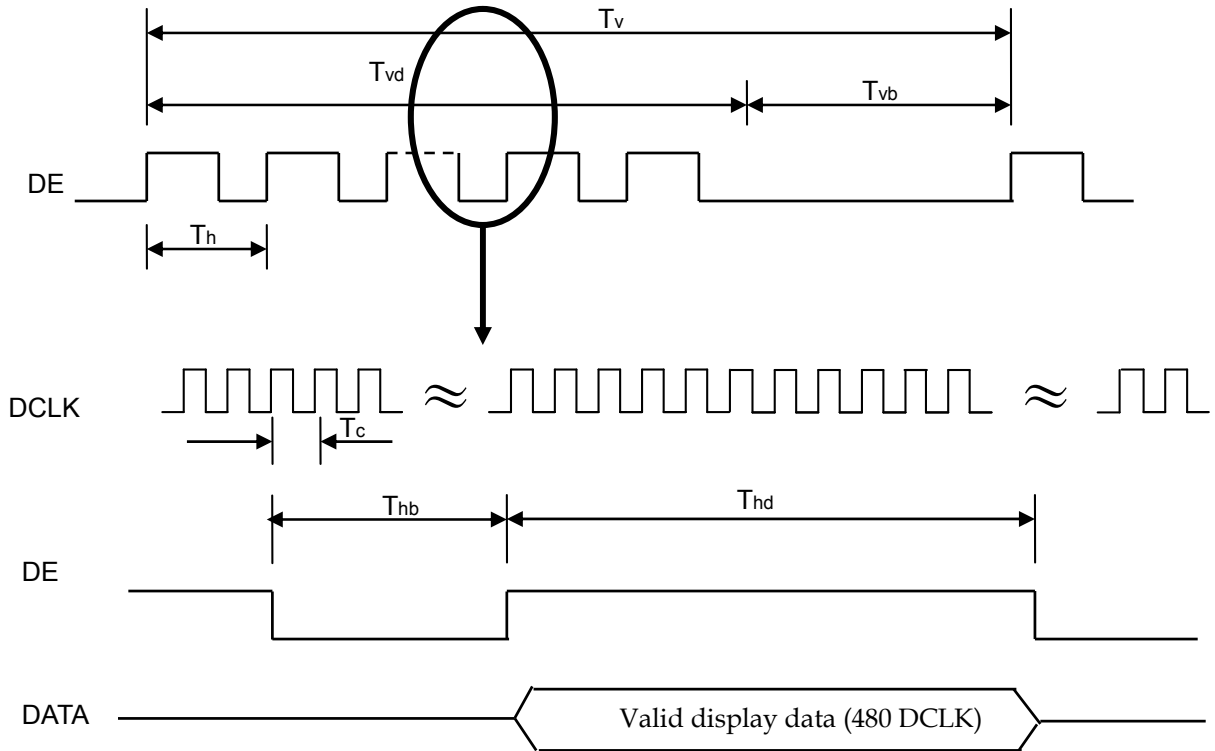 Tv
Tvd
Tvb
DE
Th
DCLK
Tc
Thb
Thd
DE
DATA
Valid display data (480 DCLK)